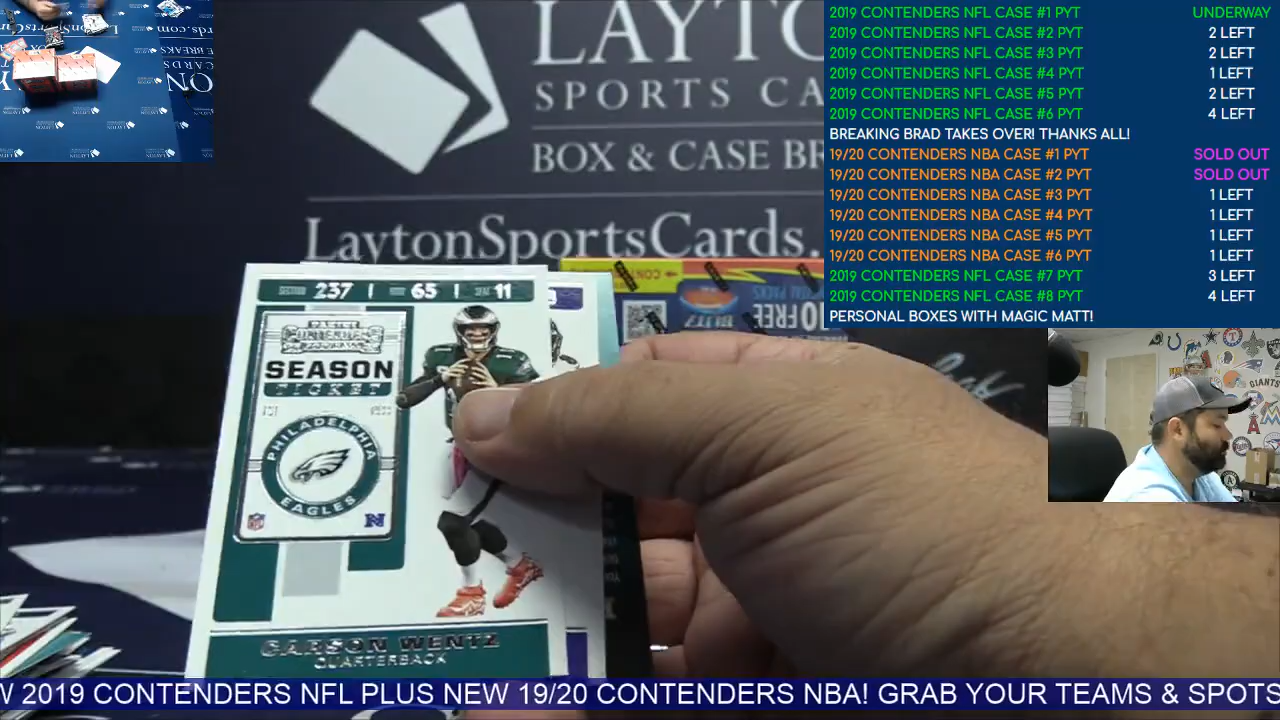 LAYTO
SPORTS CA
BOX & CASE BR
LaytonSportsCards.
2019 CONTENDERS NFL CASE #1 PYT UNDERWAY
2019 CONTENDERS NFL CASE #2 PYT 2 LEFT
2019 CONTENDERS NFL CASE #3 PYT 2 LEFT
2019 CONTENDERS NFL CASE #4 PYT 1 LEFT
2019 CONTENDERS NFL CASE #5 PYT 2 LEFT
2019 CONTENDERS NFL CASE #6 PYT 4 LEFT
BREAKING BRAD TAKES OVER! THANKS ALL!
19/20 CONTENDERS NBA CASE #1 PYT SOLD OUT
19/20 CONTENDERS NBA CASE #2 PYT SOLD OUT
19/20 CONTENDERS NBA CASE #3 PYT 1 LEFT
19/20 CONTENDERS NBA CASE #4 PYT 1 LEFT
19/20 CONTENDERS NBA CASE #5 PYT 1 LEFT
19/20 CONTENDERS NBA CASE #6 PYT 1 LEFT
2019 CONTENDERS NFL CASE #7 PYT 3 LEFT
2019 CONTENDERS NFL CASE #8 PYT 4 LEFT
PERSONAL BOXES WITH MAGIC MATT!
237 65 11
SEASON
TICKET
PHILADELPHIA
EAGLES
CARSON WENTZ
QUARTERBACK
W 2019 CONTENDERS NFL PLUS NEW 19/20 CONTENDERS NBA! GRAB YOUR TEAMS & SPOTS